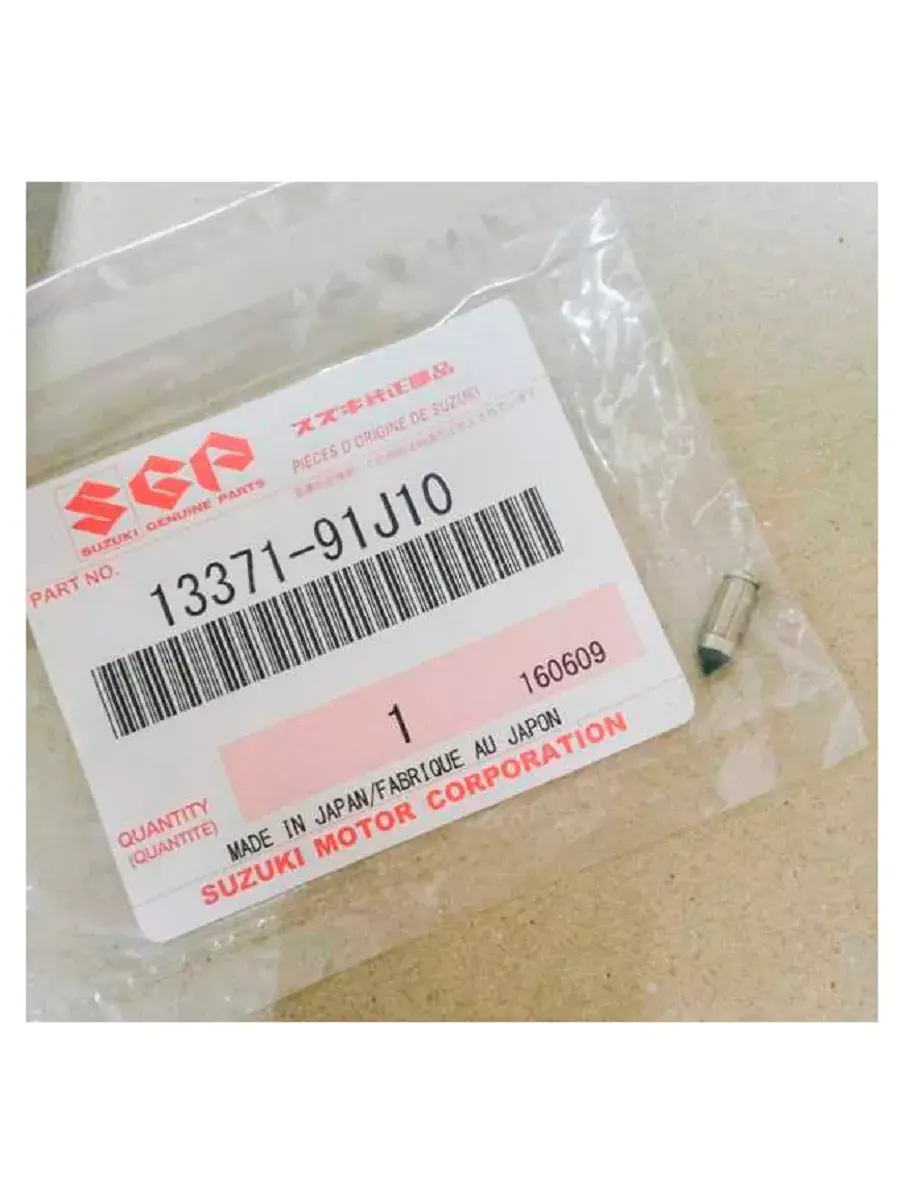 スズキ純正部品
SGP
PIÈCES D'ORIGINE DE SUZUKI
SUZUKI GENUINE PARTS
PART NO.
13371-91J10
1
160609
QUANTITY
(QUANTITE)
MADE IN JAPAN/FABRIQUE AU JAPON
SUZUKI MOTOR CORPORATION